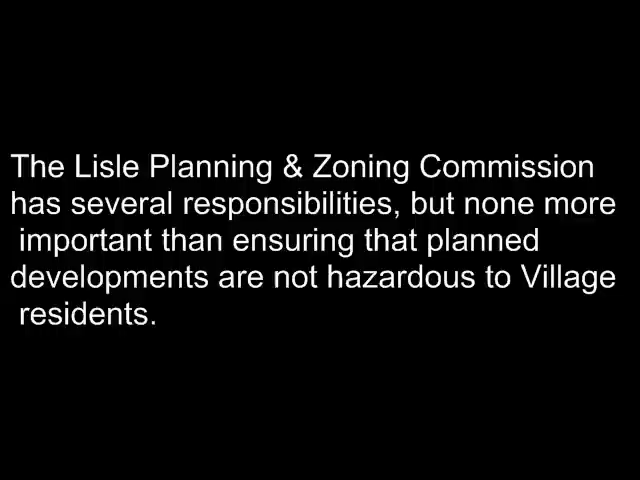 The Lisle Planning & Zoning Commission
has several responsibilities, but none more
important than ensuring that planned
developments are not hazardous to Village
residents.